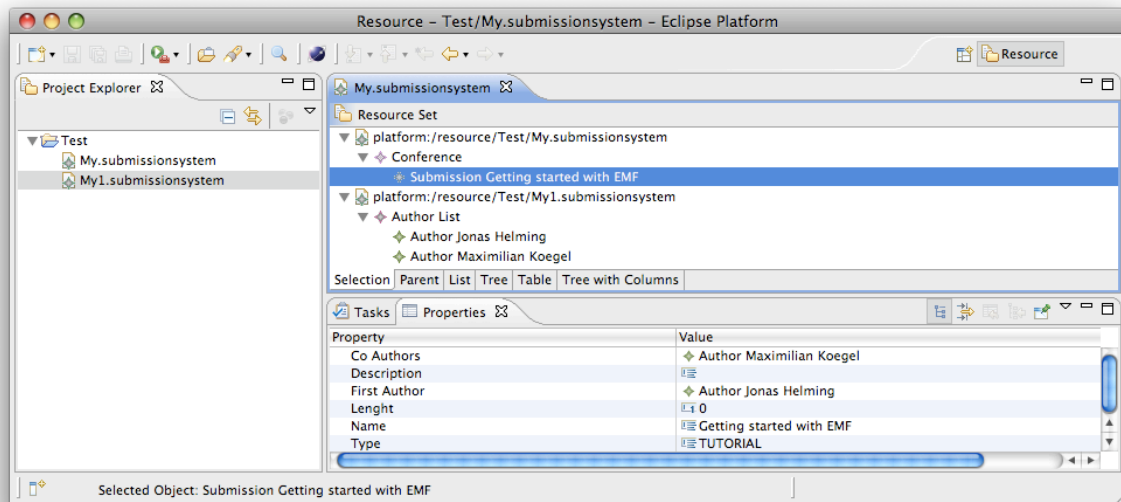 Resource – Test/My.submissionsystem – Eclipse Platform
Resource
Project Explorer
Test
My.submissionsystem
My1.submissionsystem
My.submissionsystem
Resource Set
platform:/resource/Test/My.submissionsystem
Conference
Submission Getting started with EMF
platform:/resource/Test/My1.submissionsystem
Author List
Author Jonas Helming
Author Maximilian Koegel
Selection Parent List Tree Table Tree with Columns
Tasks Properties
Property Value
Co Authors Author Maximilian Koegel
Description
First Author Author Jonas Helming
Lenght 0
Name Getting started with EMF
Type TUTORIAL
Selected Object: Submission Getting started with EMF